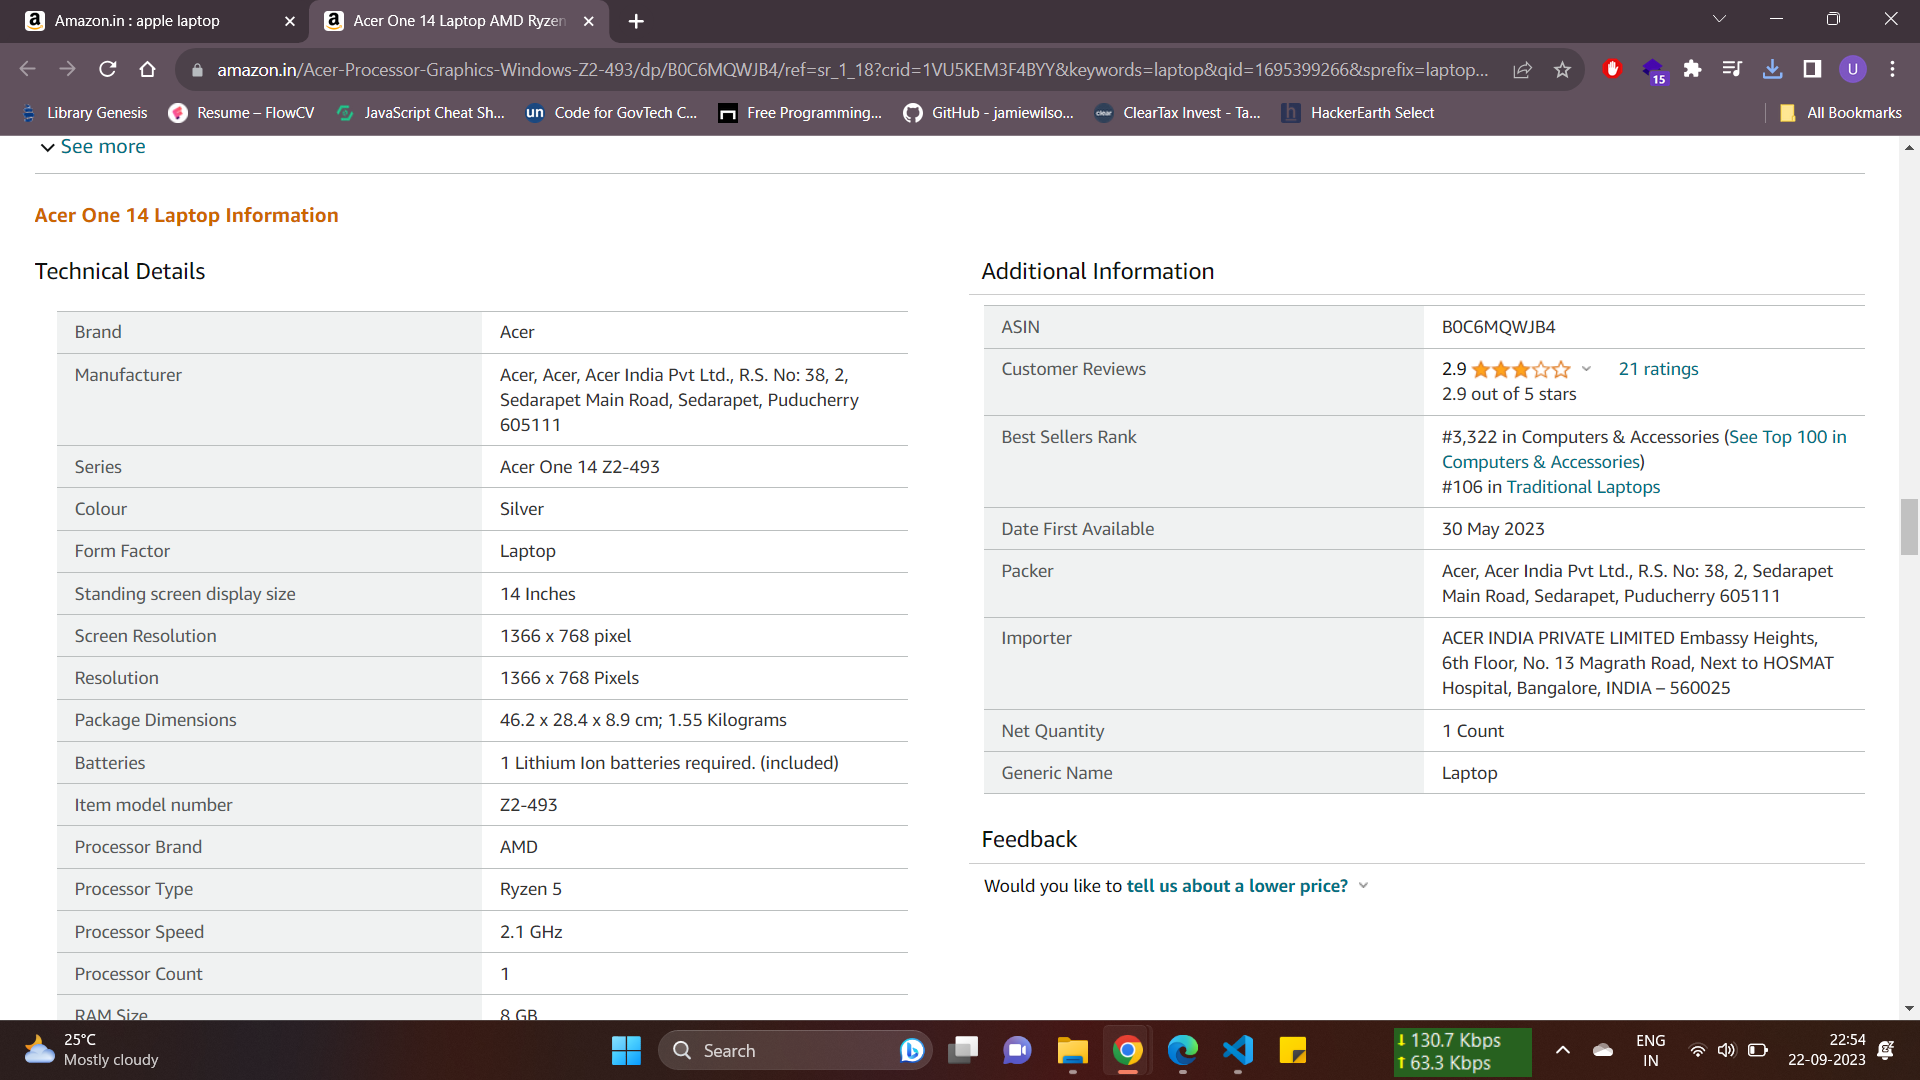 Amazon.in : apple laptop
Acer One 14 Laptop AMD Ryzen
amazon.in/Acer-Processor-Graphics-Windows-Z2-493/dp/B0C6MQWJB4/ref=sr_1_18?crid=1VU5KEM3F4BYY&keywords=laptop&qid=1695399266&sprefix=laptop...
15
U
Library Genesis
Resume – FlowCV
JavaScript Cheat Sh...
un Code for GovTech C...
Free Programming...
GitHub - jamiewilso...
clear ClearTax Invest - Ta...
h HackerEarth Select
All Bookmarks
See more
Acer One 14 Laptop Information
Technical Details
Brand Acer
Manufacturer Acer, Acer, Acer India Pvt Ltd., R.S. No: 38, 2,
Sedarapet Main Road, Sedarapet, Puducherry
605111
Series Acer One 14 Z2-493
Colour Silver
Form Factor Laptop
Standing screen display size 14 Inches
Screen Resolution 1366 x 768 pixel
Resolution 1366 x 768 Pixels
Package Dimensions 46.2 x 28.4 x 8.9 cm; 1.55 Kilograms
Batteries 1 Lithium Ion batteries required. (included)
Item model number Z2-493
Processor Brand AMD
Processor Type Ryzen 5
Processor Speed 2.1 GHz
Processor Count 1
RAM Size 8 GB
Additional Information
ASIN B0C6MQWJB4
Customer Reviews 2.9 21 ratings
2.9 out of 5 stars
Best Sellers Rank #3,322 in Computers & Accessories (See Top 100 in
Computers & Accessories)
#106 in Traditional Laptops
Date First Available 30 May 2023
Packer Acer, Acer India Pvt Ltd., R.S. No: 38, 2, Sedarapet
Main Road, Sedarapet, Puducherry 605111
Importer ACER INDIA PRIVATE LIMITED Embassy Heights,
6th Floor, No. 13 Magrath Road, Next to HOSMAT
Hospital, Bangalore, INDIA – 560025
Net Quantity 1 Count
Generic Name Laptop
Feedback
Would you like to tell us about a lower price?
25°C
Mostly cloudy
Search
130.7 Kbps
63.3 Kbps
ENG
IN
22:54
22-09-2023